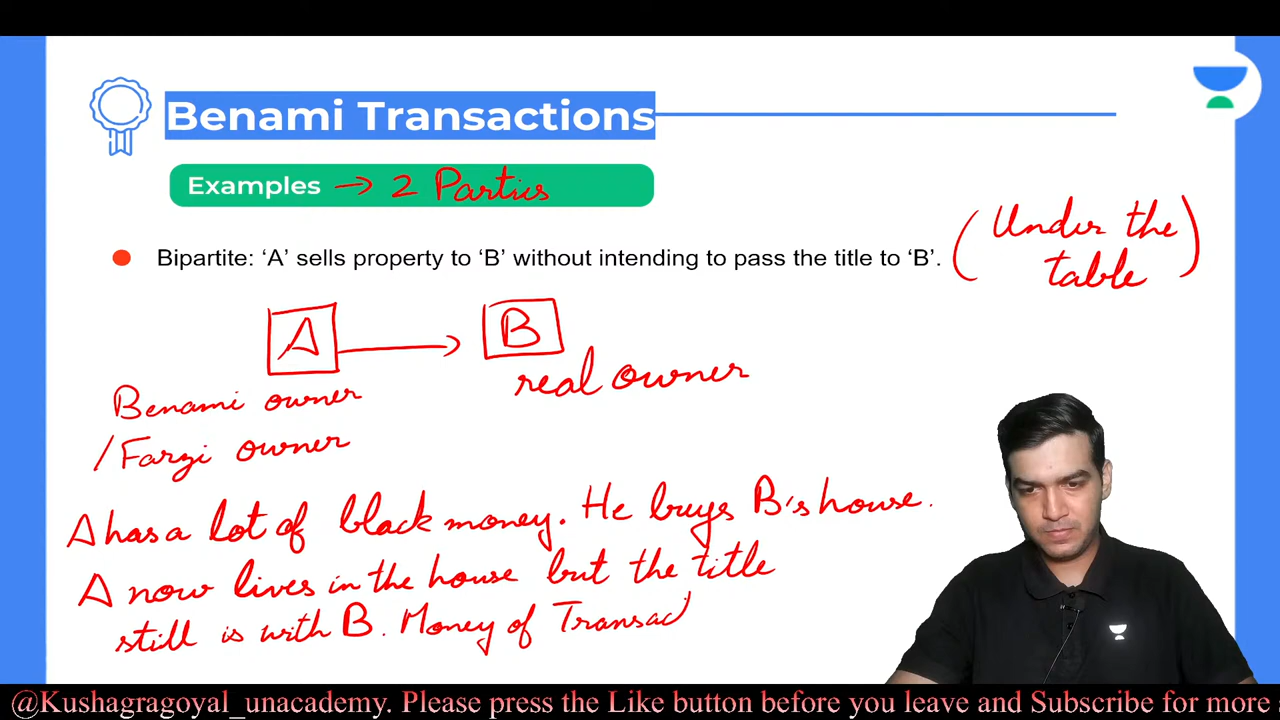 Benami Transactions
Examples → 2 Parties
Bipartite: ‘A’ sells property to ‘B’ without intending to pass the title to ‘B’.
(Under the
table)
A → B
real owner
Benami owner
/Farzi owner
A has a lot of black money. He buys B's house.
A now lives in the house but the title
still is with B. Money of Transac
@Kushagragoyal_unacademy. Please press the Like button before you leave and Subscribe for more